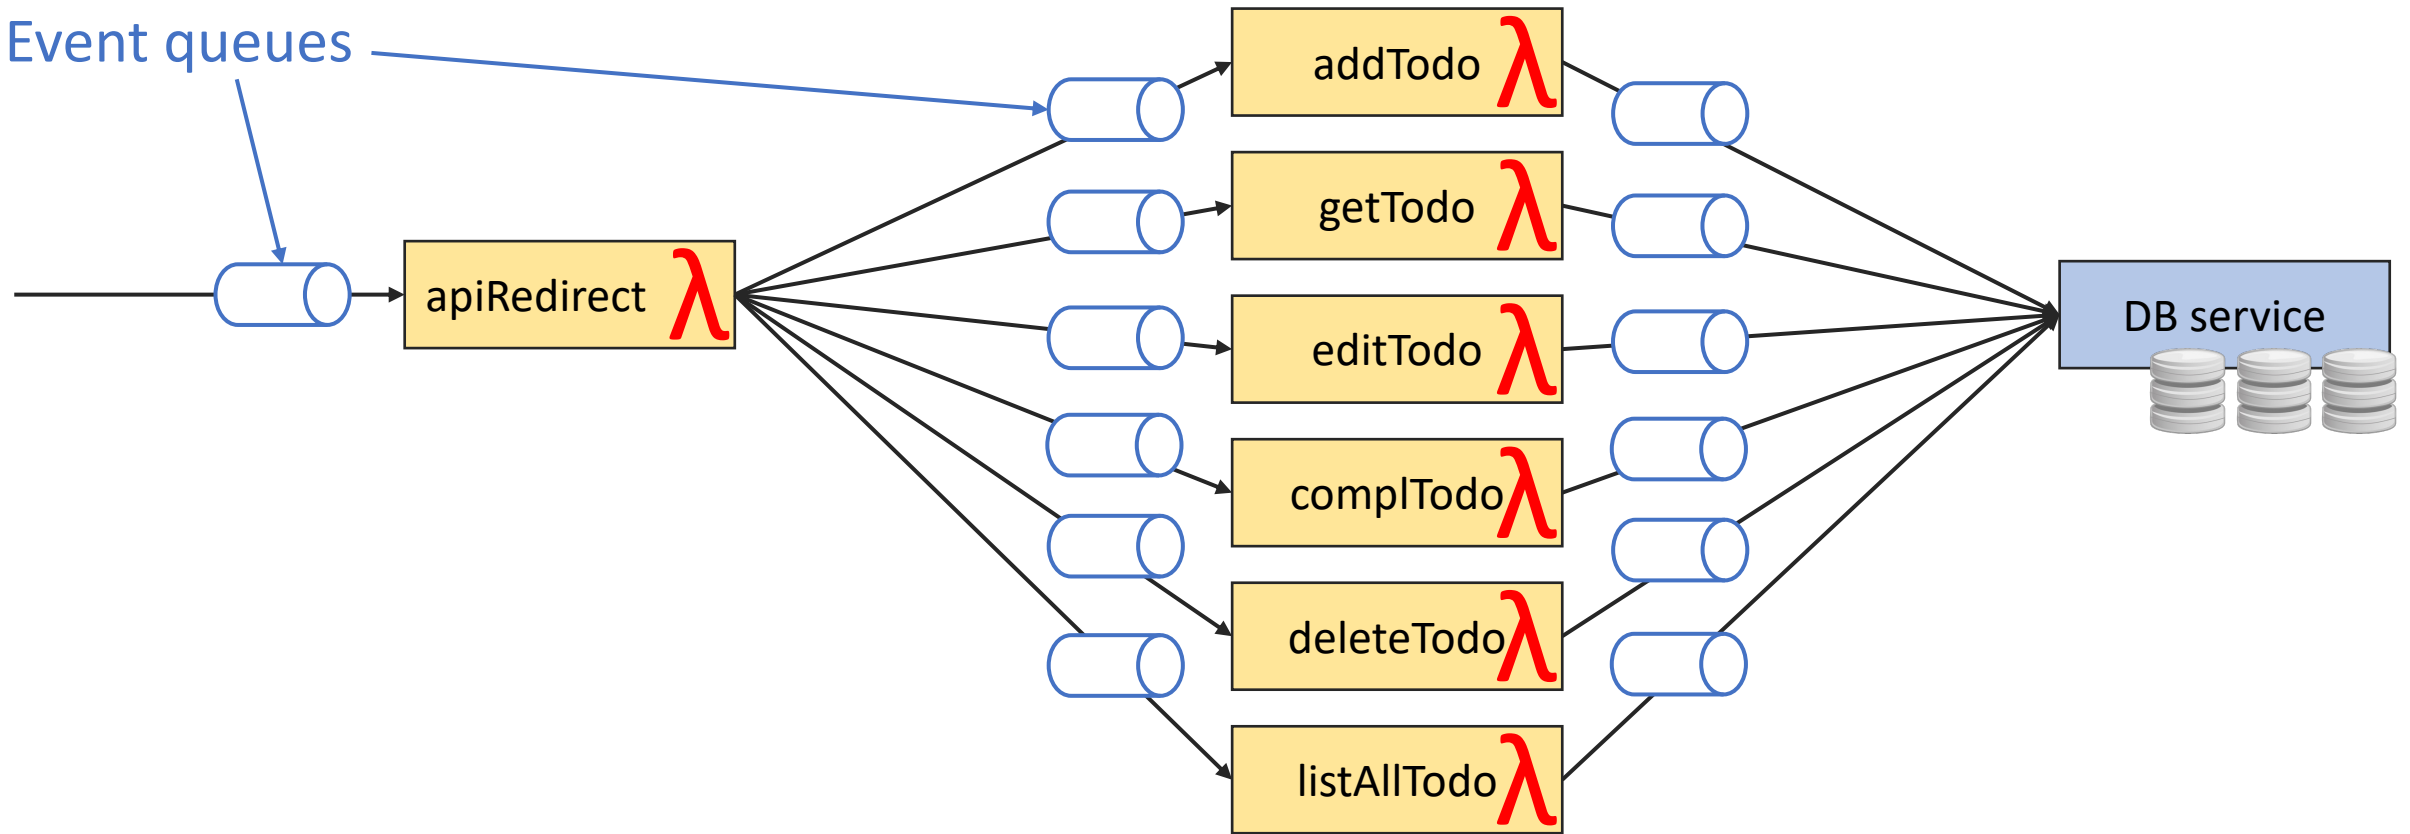 Event queues
apiRedirect λ
addTodo λ
getTodo λ
editTodo λ
complTodo λ
deleteTodo λ
listAllTodo λ
DB service